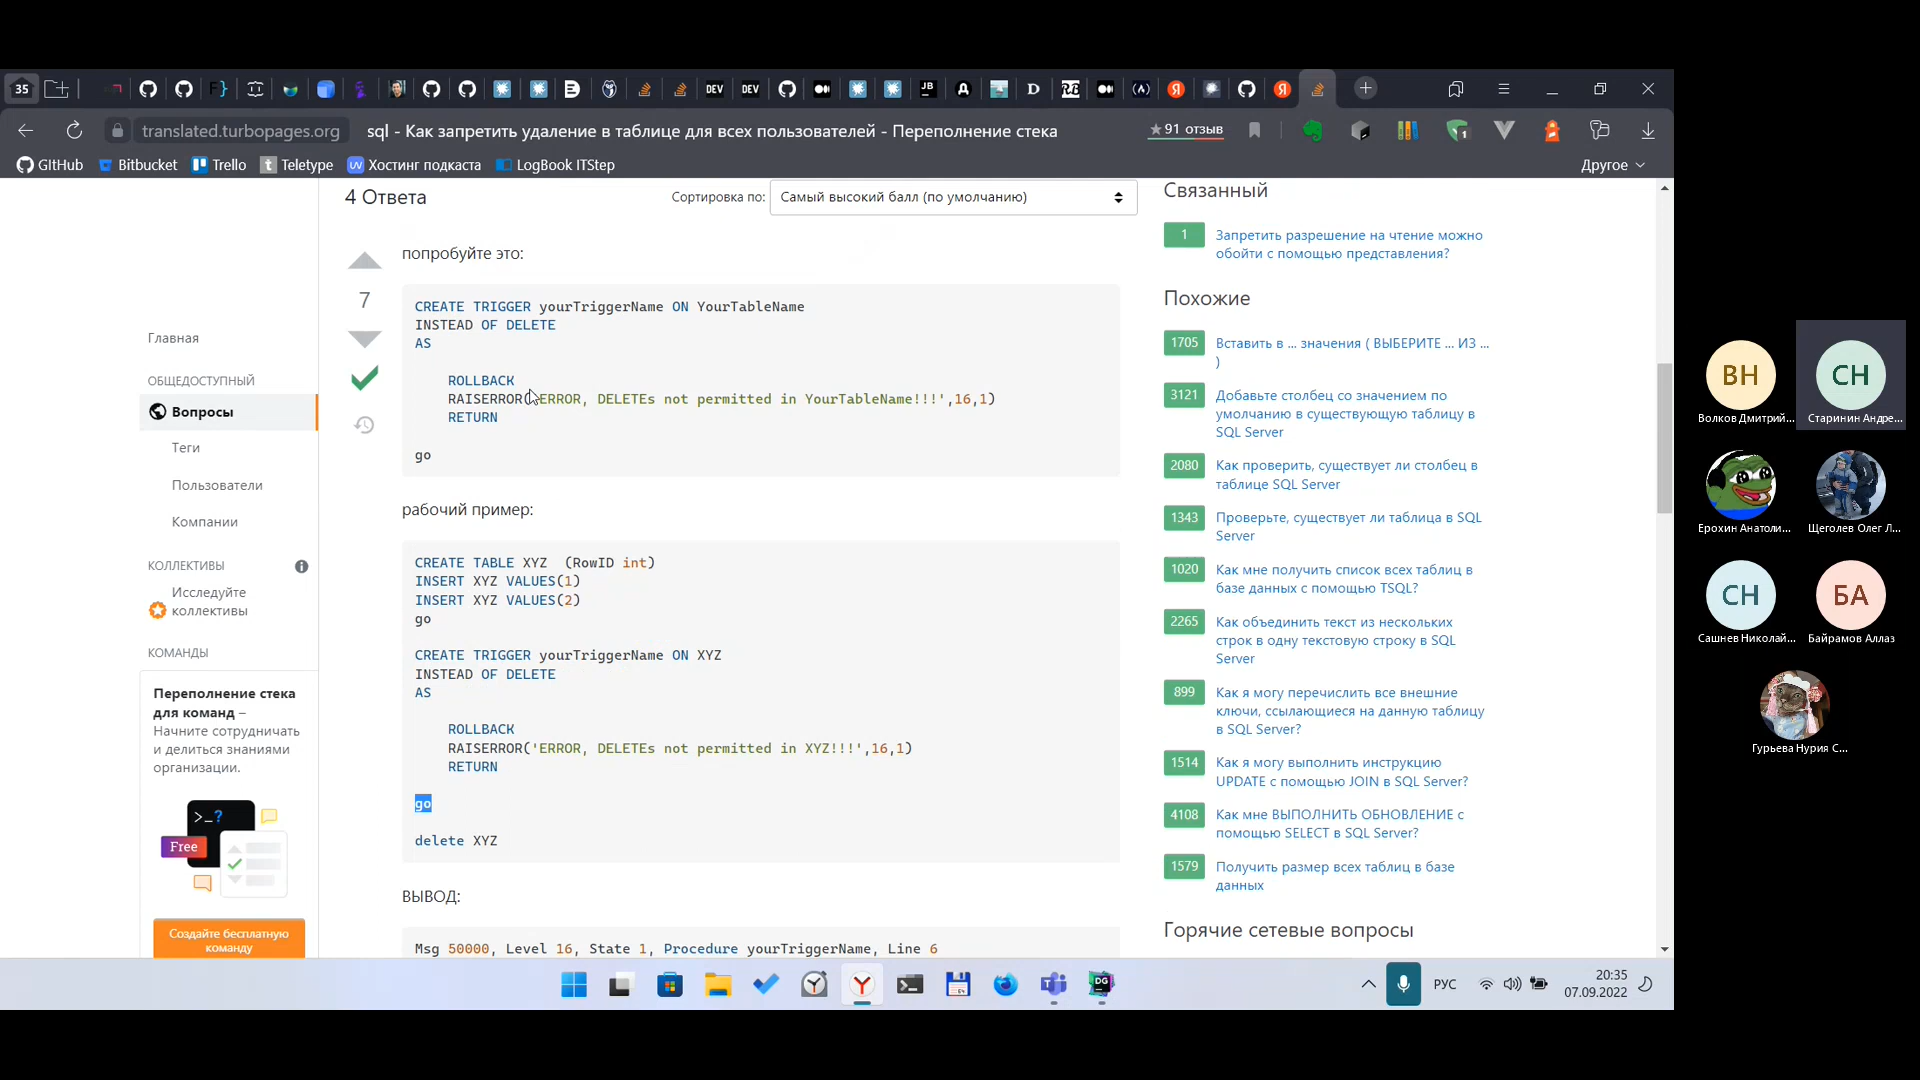 35
DEV
DEV
JB
D
translated.turbopages.org
sql - Как запретить удаление в таблице для всех пользователей - Переполнение стека
★ 91 отзыв
GItHub
Bitbucket
Trello
Teletype
Хостинг подкаста
LogBook ITStep
Другое
4 Ответа
Сортировка по:
Самый высокий балл (по умолчанию)
7
попробуйте это:
CREATE TRIGGER yourTriggerName ON YourTableName
INSTEAD OF DELETE
AS
ROLLBACK
RAISERROR('ERROR, DELETEs not permitted in YourTableName!!!',16,1)
RETURN
go
рабочий пример:
CREATE TABLE XYZ (RowID int)
INSERT XYZ VALUES(1)
INSERT XYZ VALUES(2)
go
CREATE TRIGGER yourTriggerName ON XYZ
INSTEAD OF DELETE
AS
ROLLBACK
RAISERROR('ERROR, DELETEs not permitted in XYZ!!!',16,1)
RETURN
go
delete XYZ
ВЫВОД:
Msg 50000, Level 16, State 1, Procedure yourTriggerName, Line 6
Главная
ОБЩЕДОСТУПНЫЙ
Вопросы
Теги
Пользователи
Компании
КОЛЛЕКТИВЫ
Исследуйте
коллективы
КОМАНДЫ
Переполнение стека
для команд –
Начните сотрудничать
и делиться знаниями
организации.
>_?
Free
Создайте бесплатную
команду
Связанный
1
Запретить разрешение на чтение можно
обойти с помощью представления?
Похожие
1705
Вставить в ... значения ( ВЫБЕРИТЕ ... ИЗ ...
)
3121
Добавьте столбец со значением по
умолчанию в существующую таблицу в
SQL Server
2080
Как проверить, существует ли столбец в
таблице SQL Server
1343
Проверьте, существует ли таблица в SQL
Server
1020
Как мне получить список всех таблиц в
базе данных с помощью TSQL?
2265
Как объединить текст из нескольких
строк в одну текстовую строку в SQL
Server
899
Как я могу перечислить все внешние
ключи, ссылающиеся на данную таблицу
в SQL Server?
1514
Как я могу выполнить инструкцию
UPDATE с помощью JOIN в SQL Server?
4108
Как мне ВЫПОЛНИТЬ ОБНОВЛЕНИЕ с
помощью SELECT в SQL Server?
1579
Получить размер всех таблиц в базе
данных
Горячие сетевые вопросы
РУС
20:35
07.09.2022
ВН
Волков Дмитрий...
СН
Старинин Андре...
Ерохин Анатоли...
Щеголев Олег Л...
СН
Сашнев Николай...
БА
Байрамов Аллаз
Гурьева Нурия С...